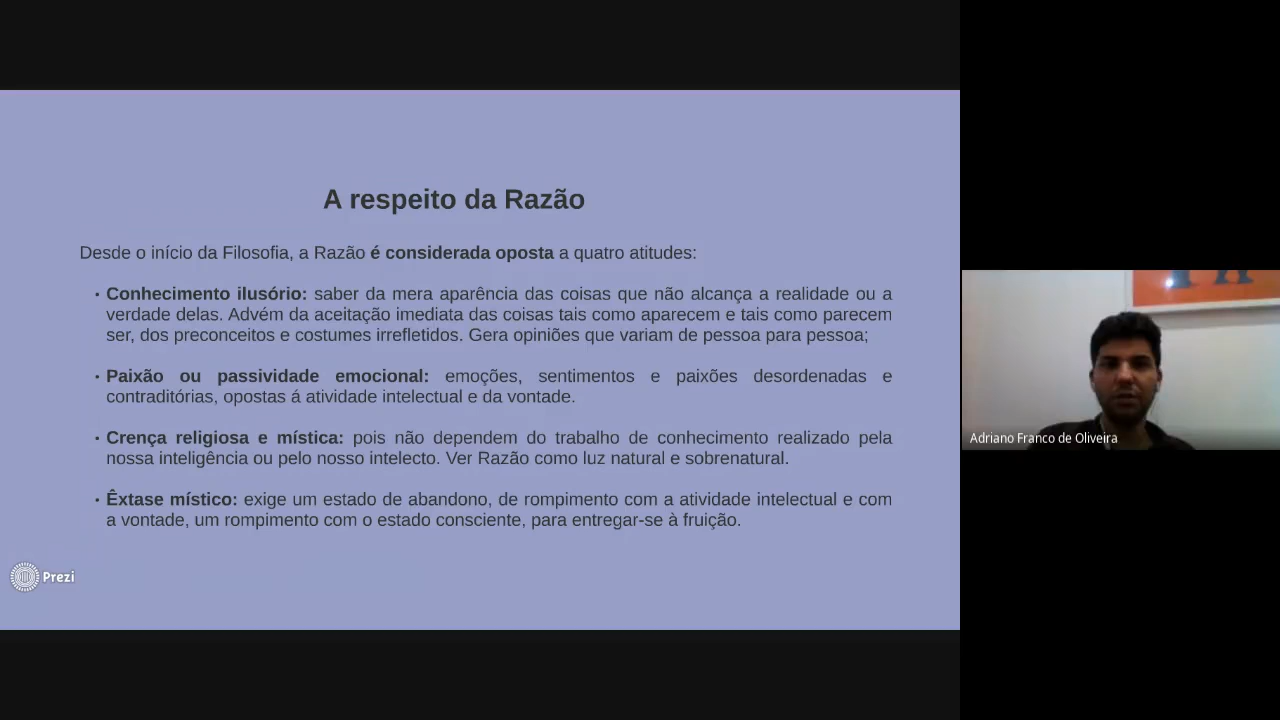 A respeito da Razão
Desde o início da Filosofia, a Razão é considerada oposta a quatro atitudes:
• Conhecimento ilusório: saber da mera aparência das coisas que não alcança a realidade ou a
verdade delas. Advém da aceitação imediata das coisas tais como aparecem e tais como parecem
ser, dos preconceitos e costumes irrefletidos. Gera opiniões que variam de pessoa para pessoa;
• Paixão ou passividade emocional: emoções, sentimentos e paixões desordenadas e
contraditórias, opostas á atividade intelectual e da vontade.
• Crença religiosa e mística: pois não dependem do trabalho de conhecimento realizado pela
nossa inteligência ou pelo nosso intelecto. Ver Razão como luz natural e sobrenatural.
• Êxtase místico: exige um estado de abandono, de rompimento com a atividade intelectual e com
a vontade, um rompimento com o estado consciente, para entregar-se à fruição.
Prezi
Adriano Franco de Oliveira